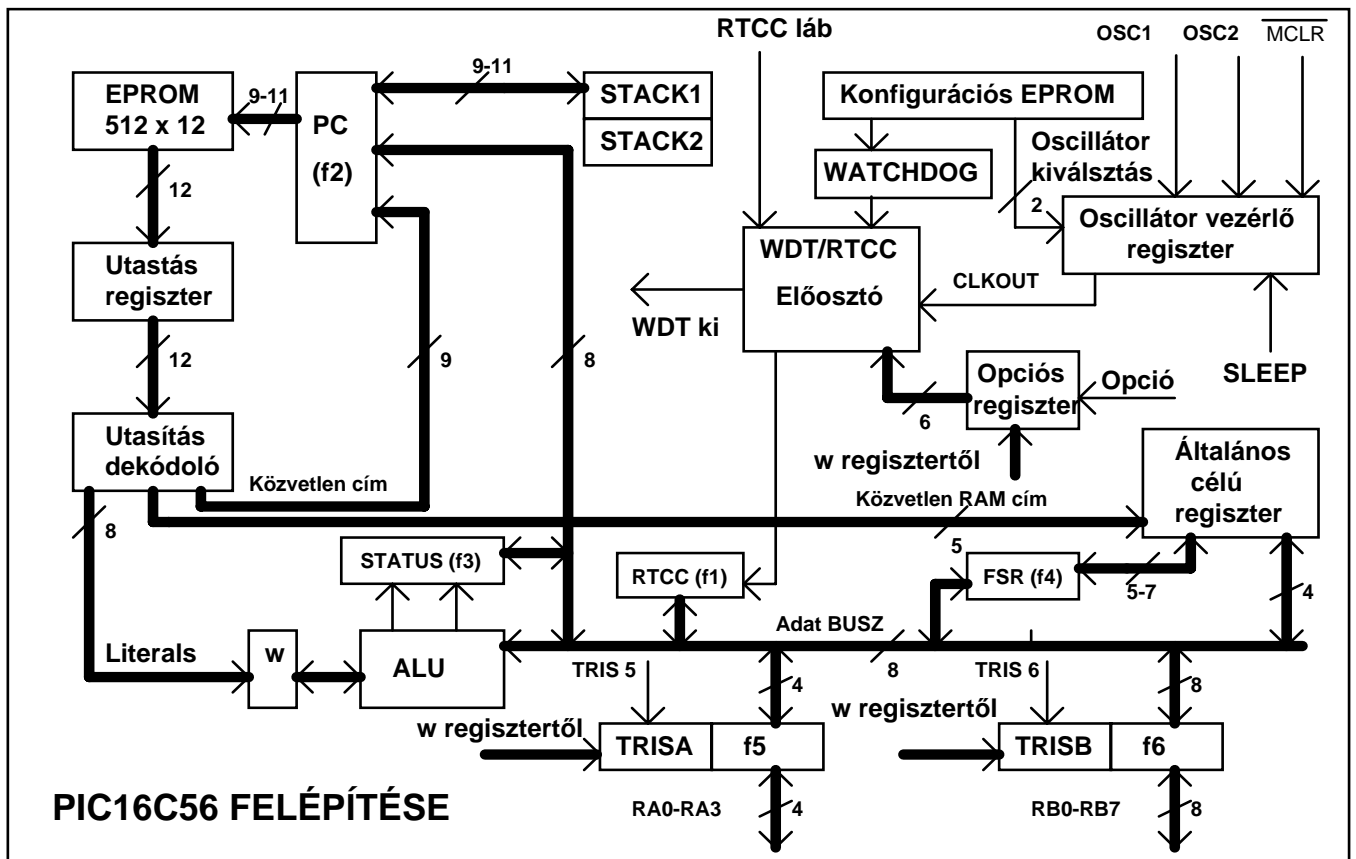 RTCC láb
OSC1
OSC2
MCLR
9-11
9-11
EPROM
512 x 12
PC
(f2)
STACK1
STACK2
Konfigurációs EPROM
Oscillátor
kiválsztás
2
WATCHDOG
12
Oscillátor vezérlő
regiszter
Utastás
regiszter
WDT/RTCC
Előosztó
CLKOUT
WDT ki
12
9
8
SLEEP
Opciós
regiszter
Opció
6
Utasítás
dekódoló
Közvetlen cím
w regisztertől
Közvetlen RAM cím
Általános
célú
regiszter
8
5
STATUS (f3)
RTCC (f1)
FSR (f4)
5-7
4
Adat BUSZ
Literals
w
ALU
TRIS 5
4
8
TRIS 6
8
w regisztertől
w regisztertől
TRISA
f5
TRISB
f6
PIC16C56 FELÉPÍTÉSE
RA0-RA3
4
RB0-RB7
8